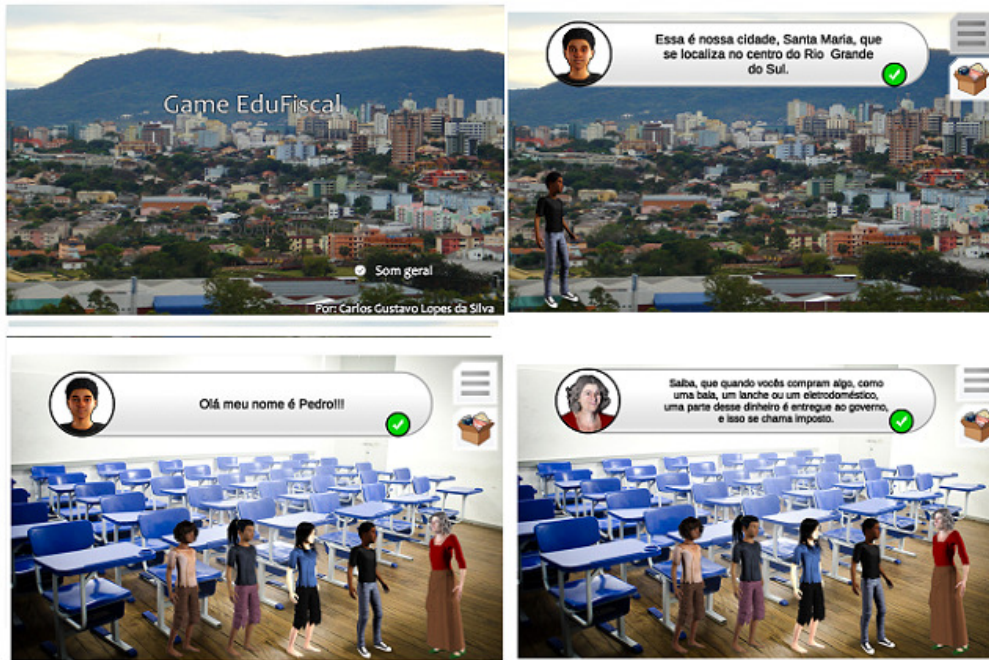 Game EduFiscal
Som geral
Por: Carlos Gustavo Lopes da Silva
Essa é nossa cidade, Santa Maria, que
se localiza no centro do Rio Grande
do Sul.
Olá meu nome é Pedro!!!
Saiba, que quando vocês compram algo, como
uma bala, um lanche ou um eletrodoméstico,
uma parte desse dinheiro é entregue ao governo,
e isso se chama imposto.